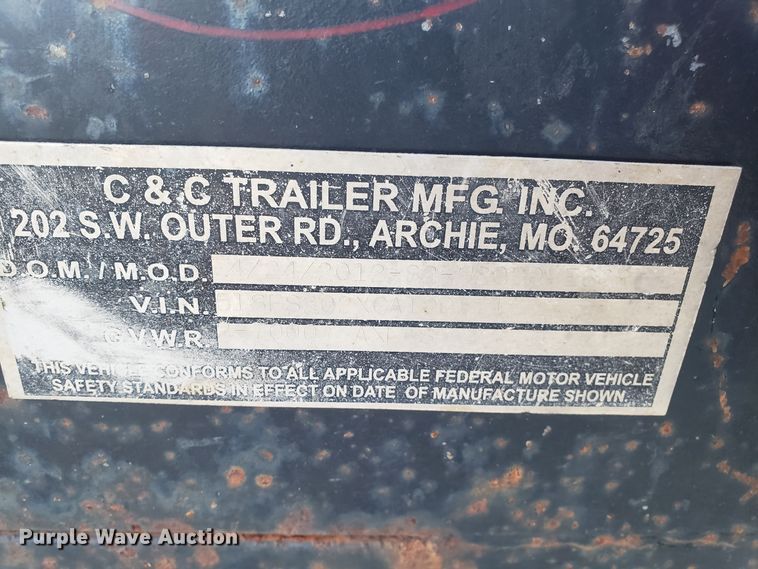 C & C TRAILER MFG. INC.
202 S.W. OUTER RD., ARCHIE, MO. 64725
D.O.M. / M.O.D.
V.I.N.
G.V.W.R.
THIS VEHICLE CONFORMS TO ALL APPLICABLE FEDERAL MOTOR VEHICLE
SAFETY STANDARDS IN EFFECT ON DATE OF MANUFACTURE SHOWN.
Purple Wave Auction